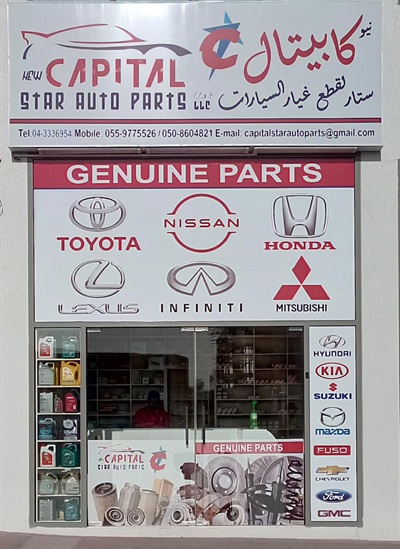 NEW CAPITAL
STAR AUTO PARTS LLC
نيو كابيتال
ستار لقطع غيار السيارات ذ.م.م
Tel:04-3336954 Mobile: 055-9775526 / 050-8604821 E-mail: capitalstarautoparts@gmail.com
GENUINE PARTS
TOYOTA NISSAN HONDA
LEXUS INFINITI MITSUBISHI
HYUNDAI
KIA
SUZUKI
mazda
FUSO
CHEVROLET
Ford
GMC
NEW CAPITAL
STAR AUTO PARTS
GENUINE PARTS